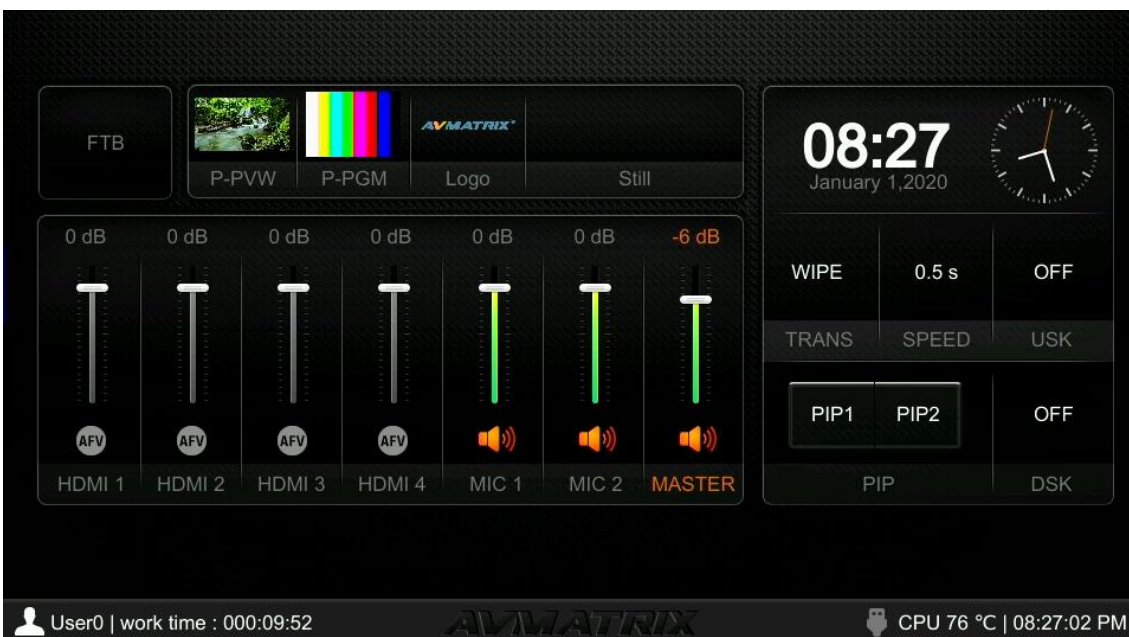 FTB
P-PVW P-PGM Logo Still
AVMATRIX
08:27
January 1,2020
0 dB 0 dB 0 dB 0 dB 0 dB 0 dB -6 dB
AFV AFV AFV AFV
HDMI 1 HDMI 2 HDMI 3 HDMI 4 MIC 1 MIC 2 MASTER
WIPE 0.5 s OFF
TRANS SPEED USK
PIP1 PIP2 OFF
PIP DSK
User0 | work time : 000:09:52
AVMATRIX
CPU 76 °C | 08:27:02 PM